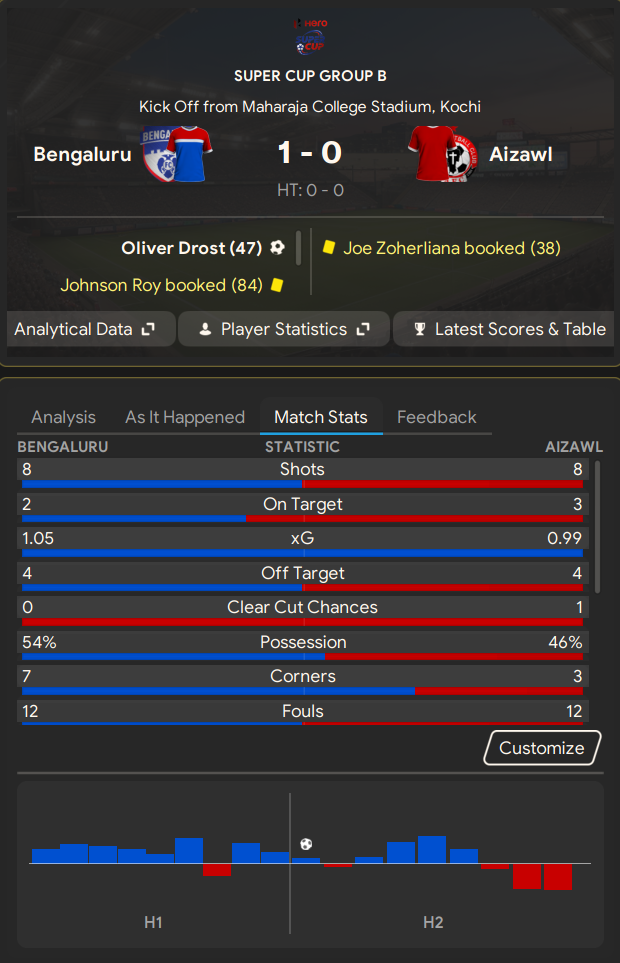 Hero
SUPER
CUP
SUPER CUP GROUP B
Kick Off from Maharaja College Stadium, Kochi
Bengaluru
BENGA
1 - 0
Aizawl
HT: 0 - 0
Oliver Drost (47)
Joe Zoherliana booked (38)
Johnson Roy booked (84)
Analytical Data
Player Statistics
Latest Scores & Table
Analysis
As It Happened
Match Stats
Feedback
BENGALURU STATISTIC AIZAWL
8 Shots 8
2 On Target 3
1.05 xG 0.99
4 Off Target 4
0 Clear Cut Chances 1
54% Possession 46%
7 Corners 3
12 Fouls 12
Customize
H1 H2